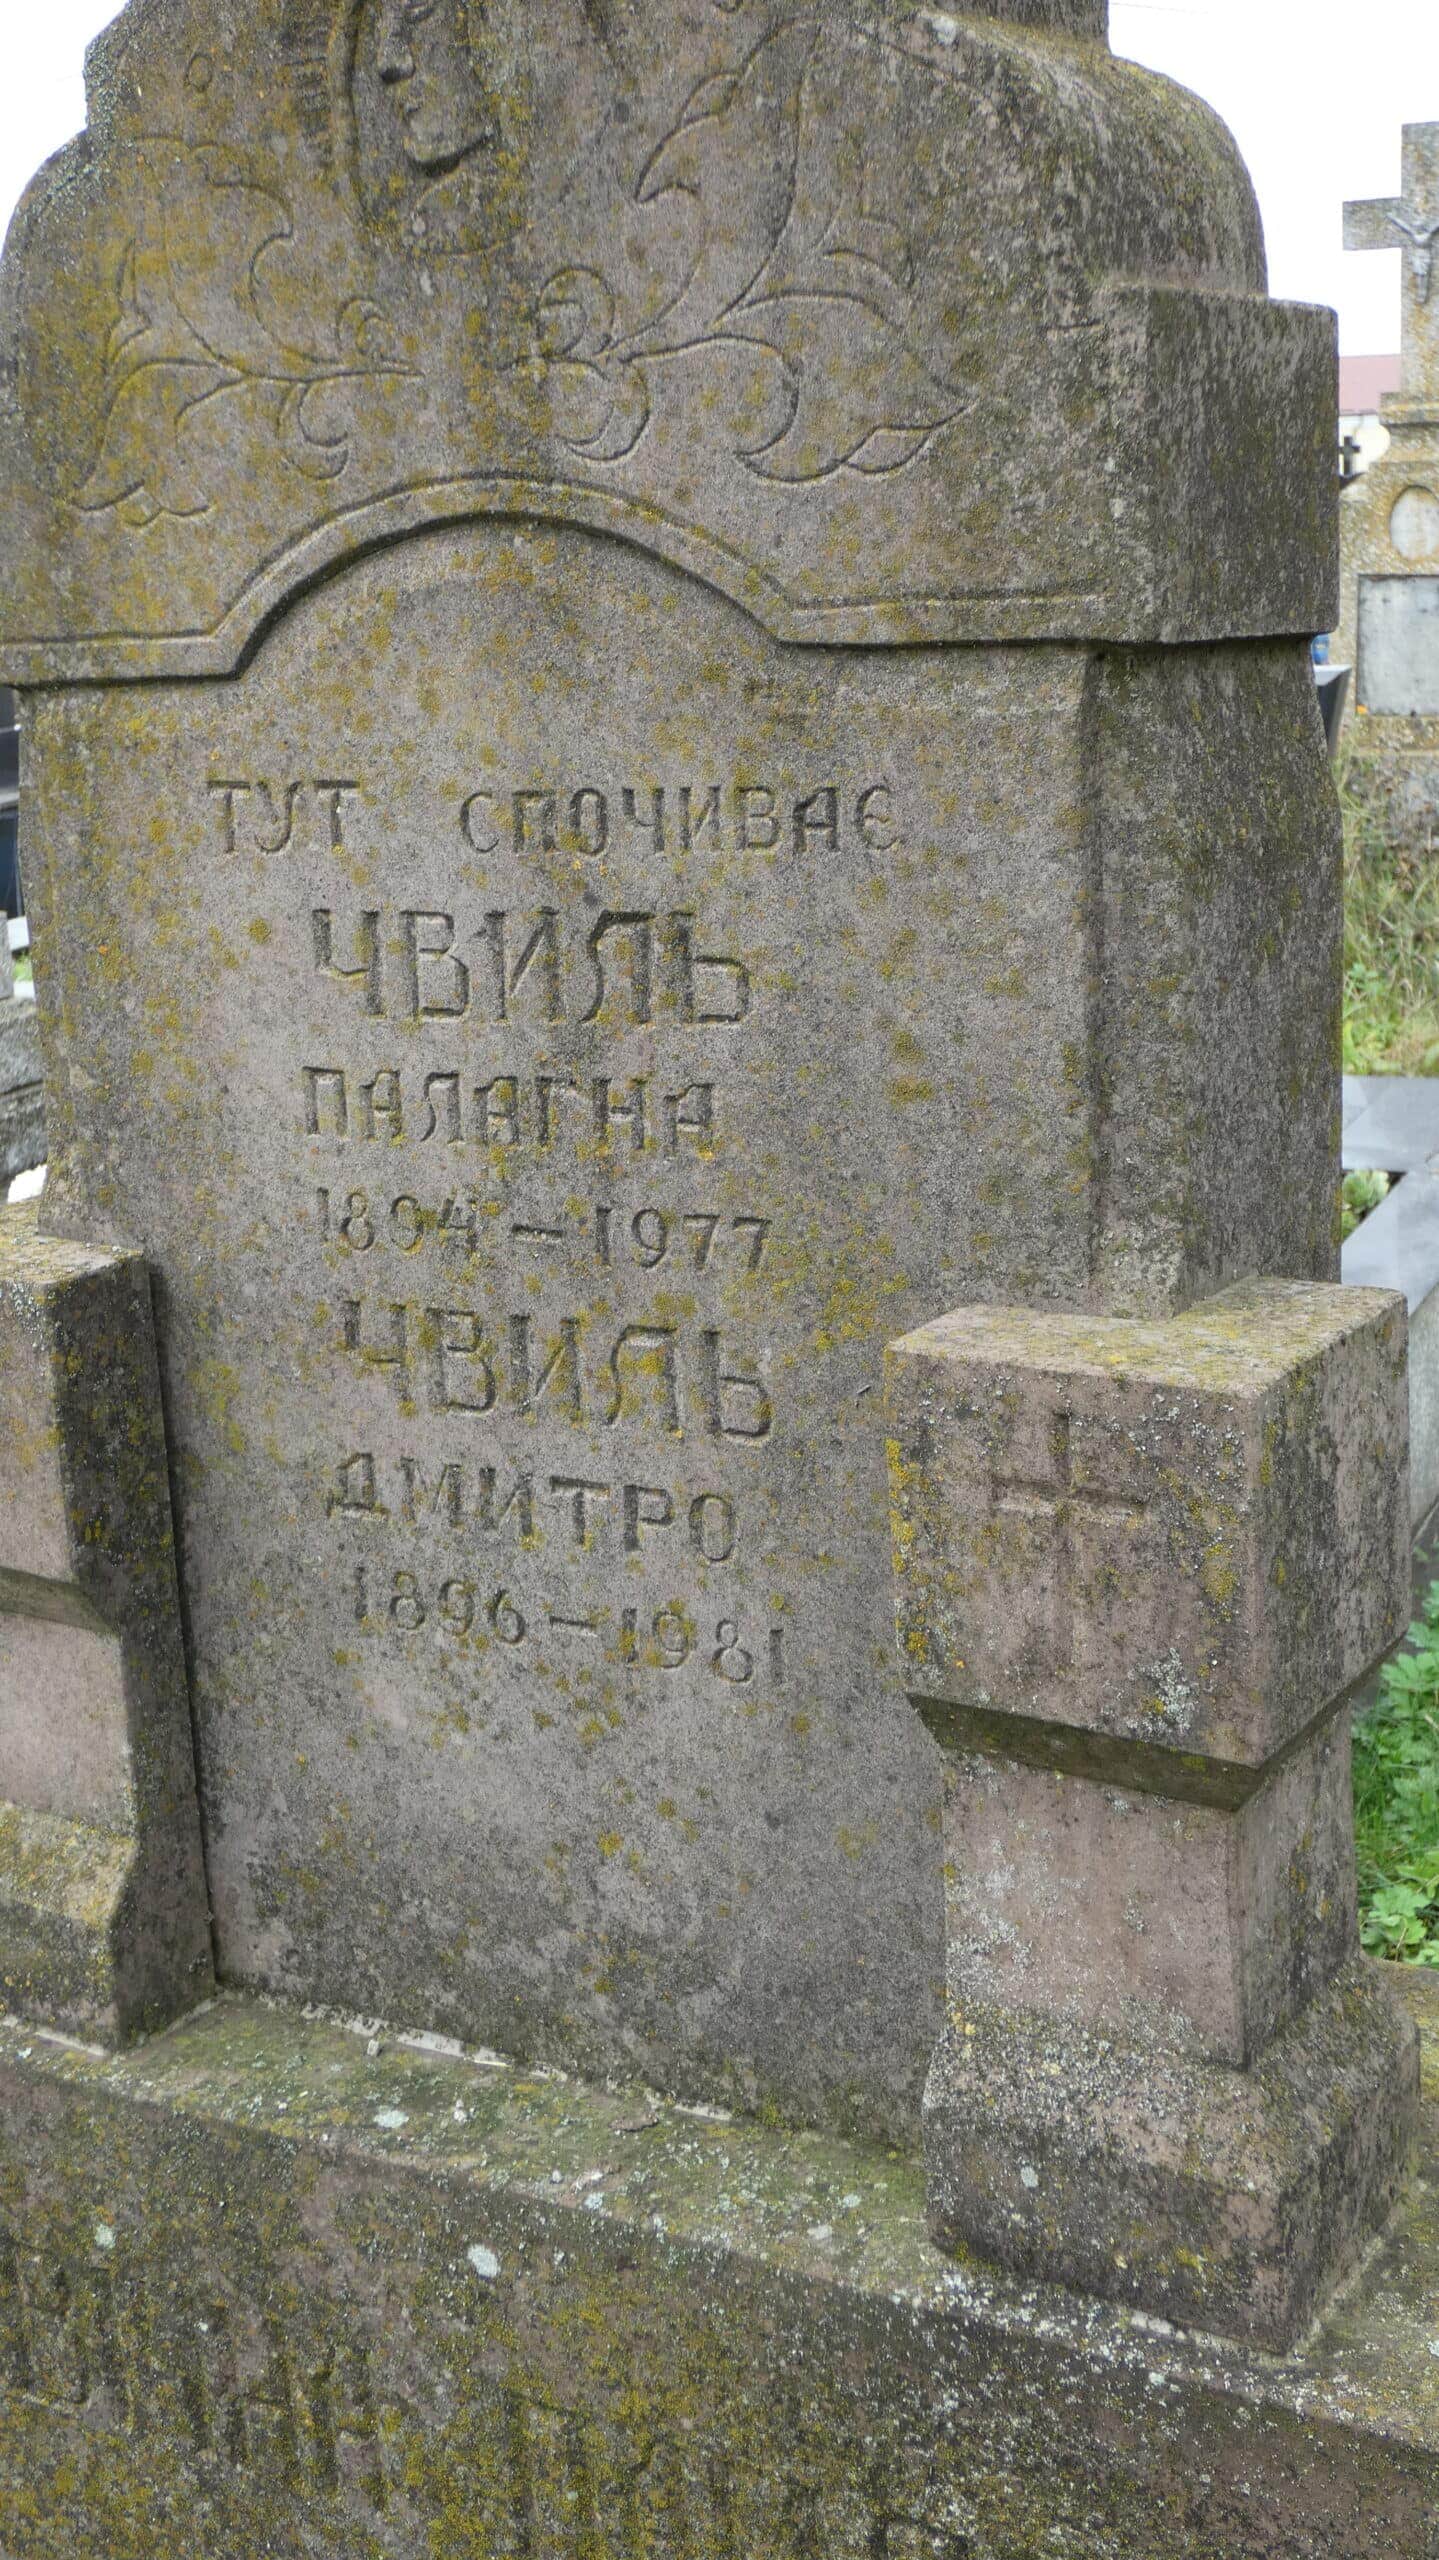 ТУТ СПОЧИВАЄ
ЧВИЛЬ
ПАЛАГНА
1894 – 1977
ЧВИЛЬ
ДМИТРО
1896 – 1981